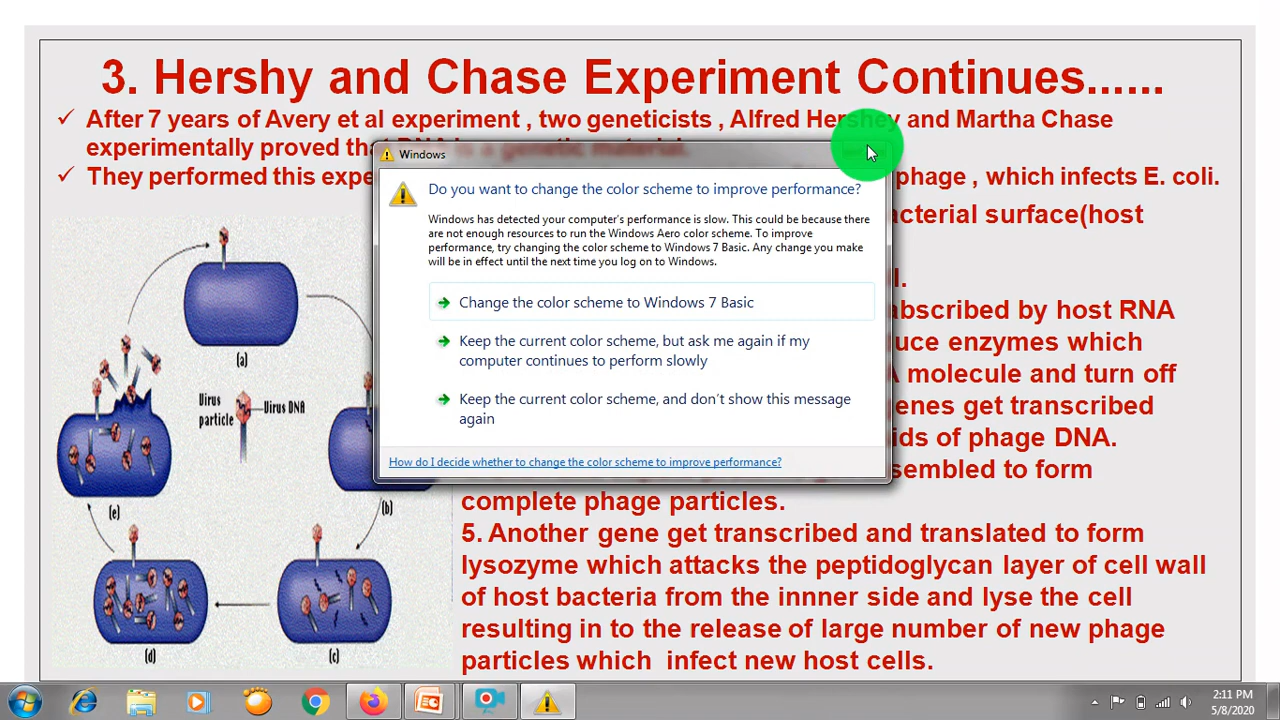 3. Hershy and Chase Experiment Continues......
✓ After 7 years of Avery et al experiment , two geneticists , Alfred Hershey and Martha Chase
experimentally proved that DNA is a genetic material.
✓ They performed this expe
phage , which infects E. coli.
acterial surface(host
l.
abscribed by host RNA
uce enzymes which
A molecule and turn off
genes get transcribed
ids of phage DNA.
sembled to form
complete phage particles.
5. Another gene get transcribed and translated to form
lysozyme which attacks the peptidoglycan layer of cell wall
of host bacteria from the innner side and lyse the cell
resulting in to the release of large number of new phage
particles which infect new host cells.
Windows
Do you want to change the color scheme to improve performance?
Windows has detected your computer's performance is slow. This could be because there
are not enough resources to run the Windows Aero color scheme. To improve
performance, try changing the color scheme to Windows 7 Basic. Any change you make
will be in effect until the next time you log on to Windows.
Change the color scheme to Windows 7 Basic
Keep the current color scheme, but ask me again if my
computer continues to perform slowly
Keep the current color scheme, and don't show this message
again
How do I decide whether to change the color scheme to improve performance?
(a)
Virus
particle
Virus DNA
(e)
(b)
(d)
(c)
2:11 PM
5/8/2020